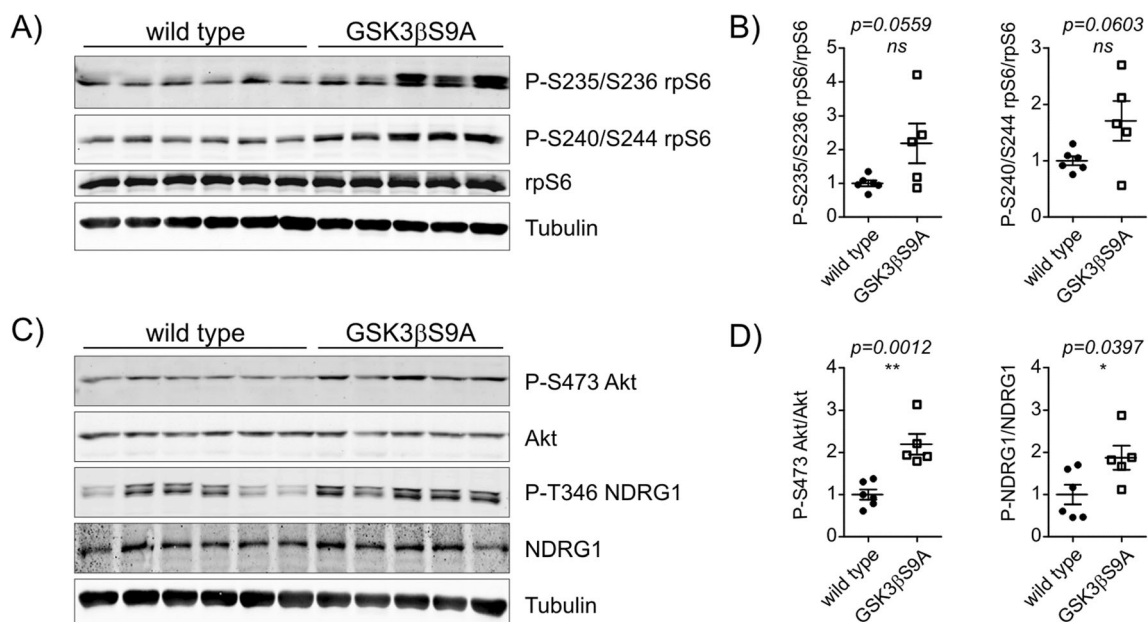 A)
wild type
GSK3βS9A
P-S235/S236 rpS6
P-S240/S244 rpS6
rpS6
Tubulin
B)
p=0.0559
ns
P-S235/S236 rpS6/rpS6
5
4
3
2
1
0
wild type
GSK3βS9A
p=0.0603
ns
P-S240/S244 rpS6/rpS6
3
2
1
0
wild type
GSK3βS9A
C)
wild type
GSK3βS9A
P-S473 Akt
Akt
P-T346 NDRG1
NDRG1
Tubulin
D)
p=0.0012
**
P-S473 Akt/Akt
4
3
2
1
0
wild type
GSK3βS9A
p=0.0397
*
P-NDRG1/NDRG1
4
3
2
1
0
wild type
GSK3βS9A